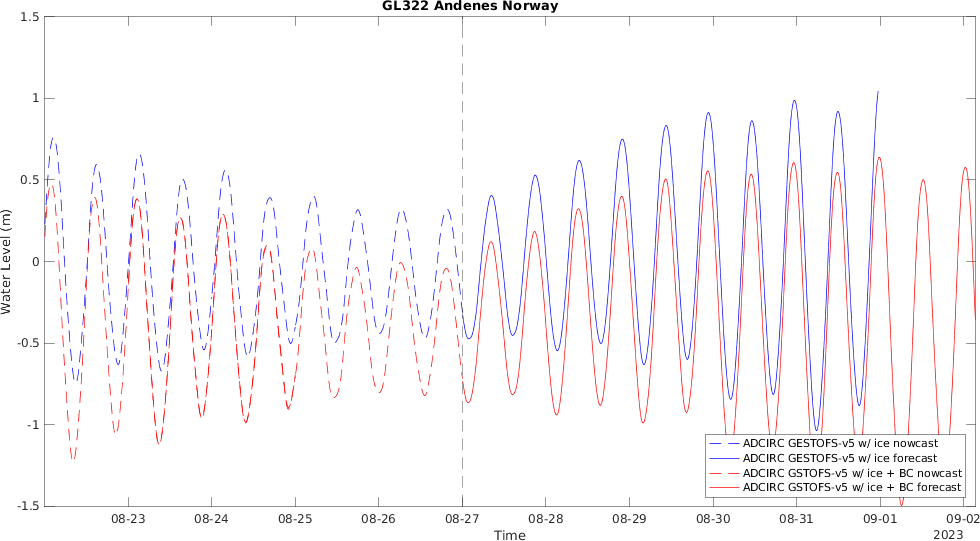 GL322 Andenes Norway
1.5
1
0.5
0
-0.5
-1
-1.5
Water Level (m)
08-23 08-24 08-25 08-26 08-27 08-28 08-29 08-30 08-31 09-01 09-02
Time
2023
ADCIRC GESTOFS-v5 w/ ice nowcast
ADCIRC GESTOFS-v5 w/ ice forecast
ADCIRC GSTOFS-v5 w/ ice + BC nowcast
ADCIRC GSTOFS-v5 w/ ice + BC forecast